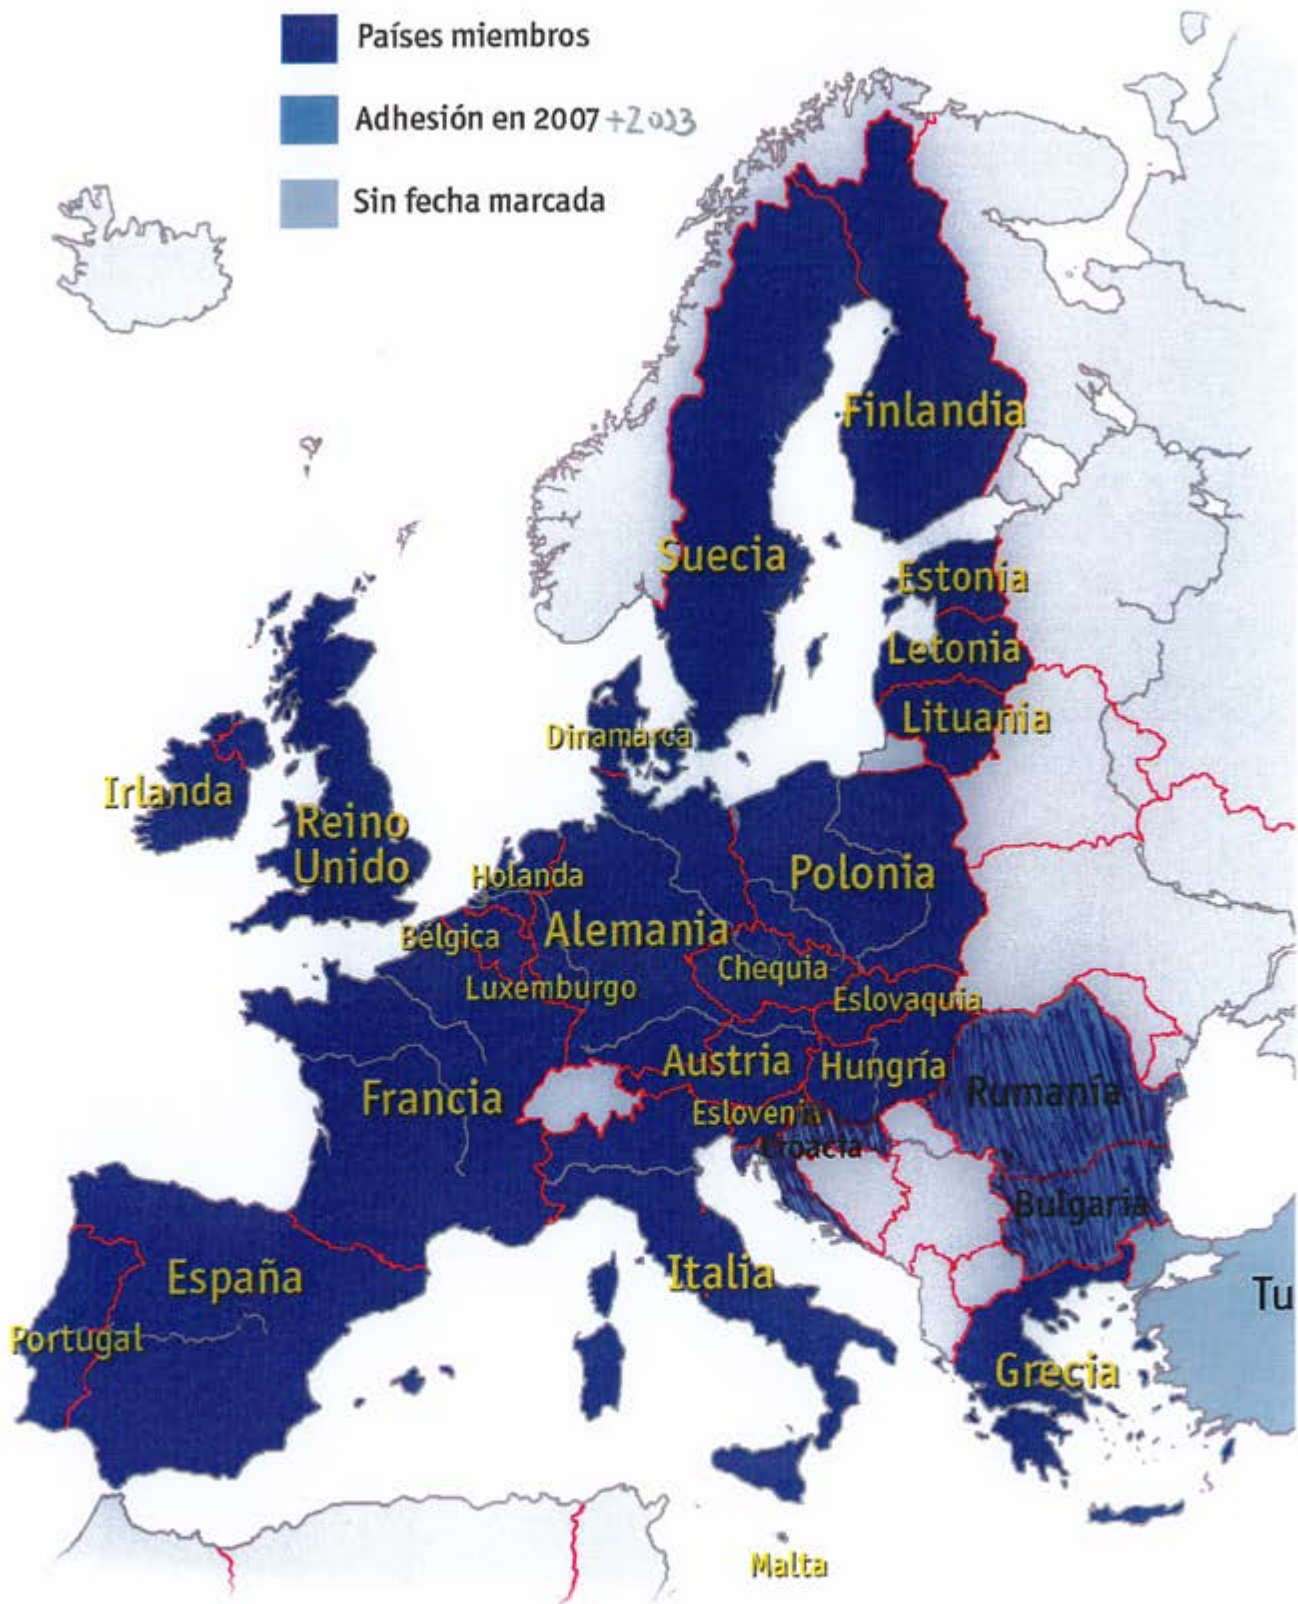 Países miembros
Adhesión en 2007 +2033
Sin fecha marcada
Finlandia
Suecia
Estonia
Letonia
Lituania
Dinamarca
Irlanda
Reino
Unido
Holanda
Polonia
Bélgica
Alemania
Chequia
Luxemburgo
Eslovaquia
Austria
Hungría
Francia
Rumanía
Eslovenia
Croacia
Bulgaria
España
Italia
Tu
Portugal
Grecia
Malta